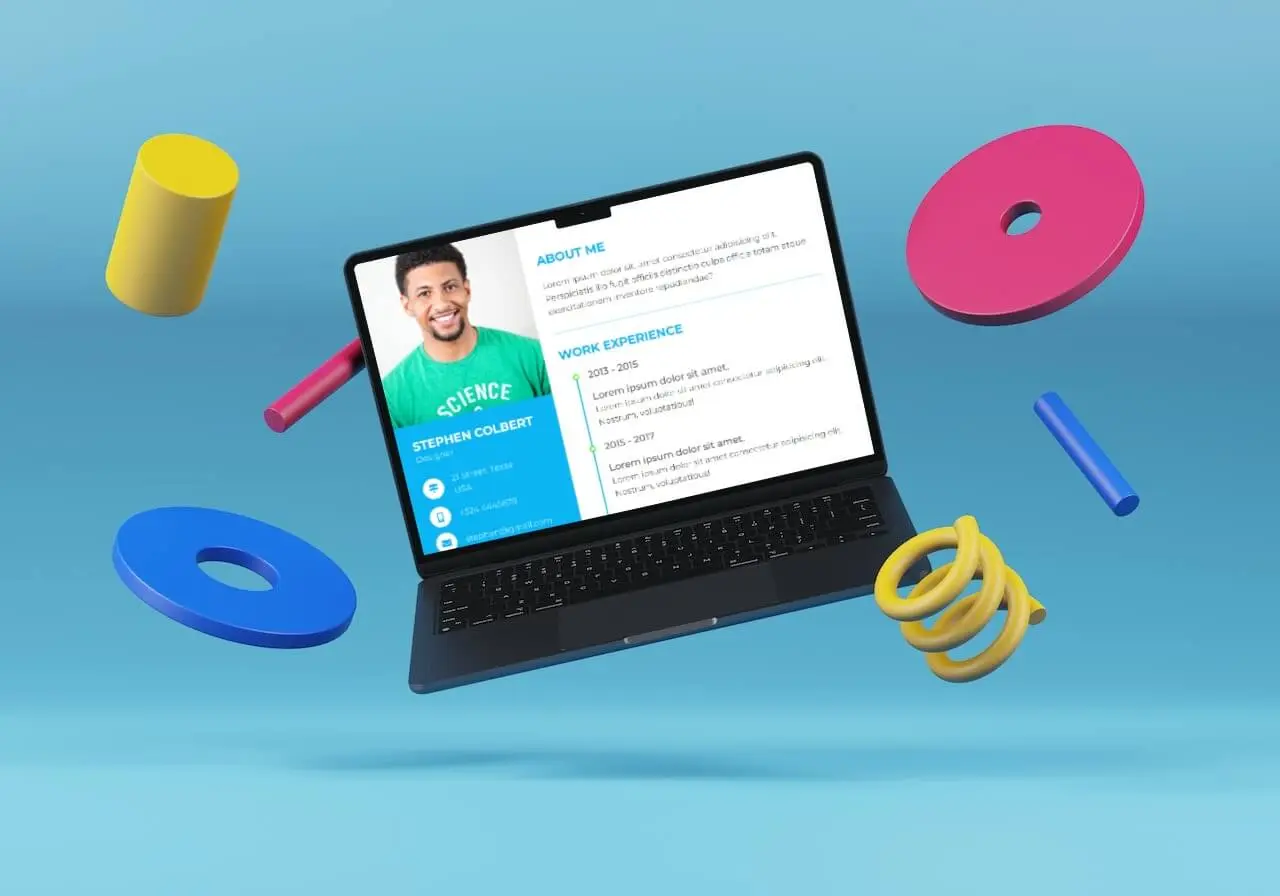 SCIENCE
STEPHEN COLBERT
Designer
21 Street, Texas
USA
+324 4445678
stephen@gmail.com
ABOUT ME
Lorem ipsum dolor sit, amet consectetur adipisicing elit.
Perspiciatis illo fugit officiis distinctio culpa officia totam atque
exercitationem inventore repudiandae?
WORK EXPERIENCE
2013 - 2015
Lorem ipsum dolor sit amet.
Lorem ipsum dolor sit amet consectetur adipisicing elit.
Nostrum, voluptatibus!
2015 - 2017
Lorem ipsum dolor sit amet.
Lorem ipsum dolor sit amet consectetur adipisicing elit.
Nostrum, voluptatibus!